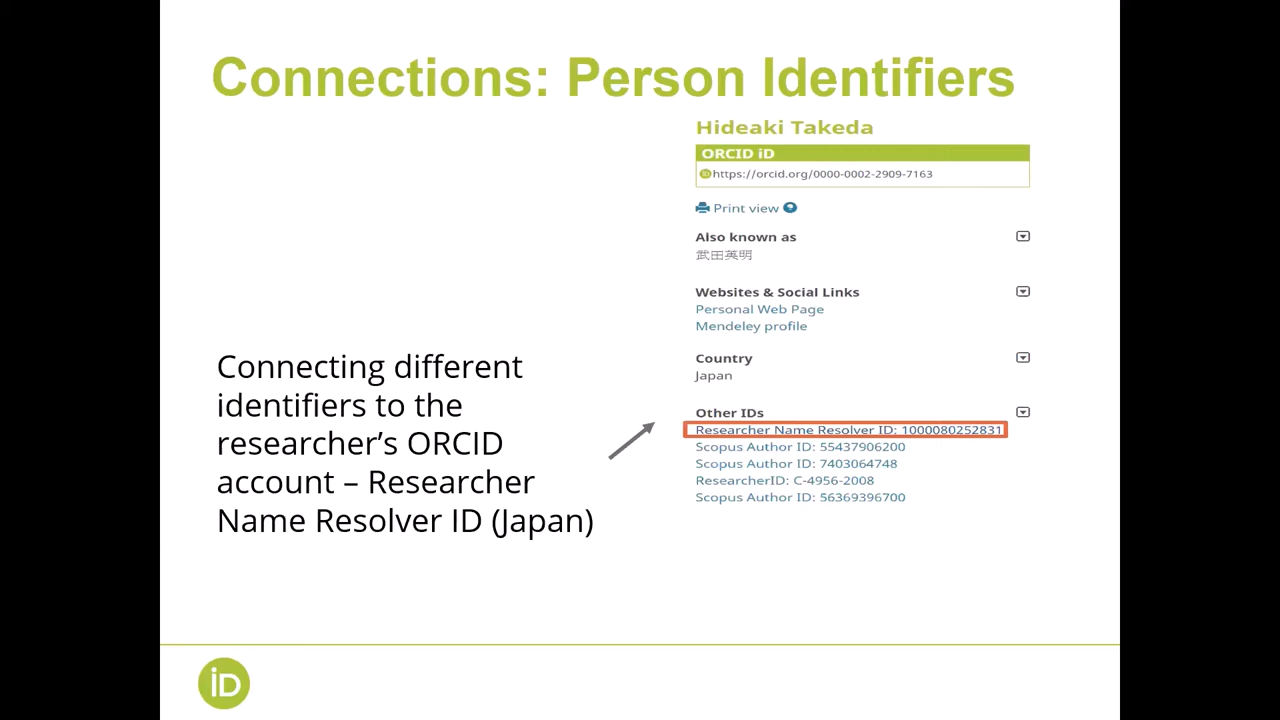 Connections: Person Identifiers
Hideaki Takeda
ORCID iD
iD https://orcid.org/0000-0002-2909-7163
Print view ?
Also known as
武田英明
Websites & Social Links
Personal Web Page
Mendeley profile
Country
Japan
Other IDs
Researcher Name Resolver ID: 1000080252831
Scopus Author ID: 55437906200
Scopus Author ID: 7403064748
ResearcherID: C-4956-2008
Scopus Author ID: 56369396700
Connecting different
identifiers to the
researcher’s ORCID
account – Researcher
Name Resolver ID (Japan)
iD